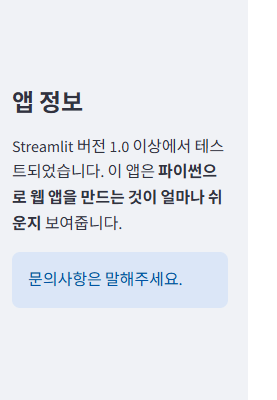 앱 정보
Streamlit 버전 1.0 이상에서 테스
트되었습니다. 이 앱은 파이썬으
로 웹 앱을 만드는 것이 얼마나 쉬
운지 보여줍니다.
문의사항은 말해주세요.